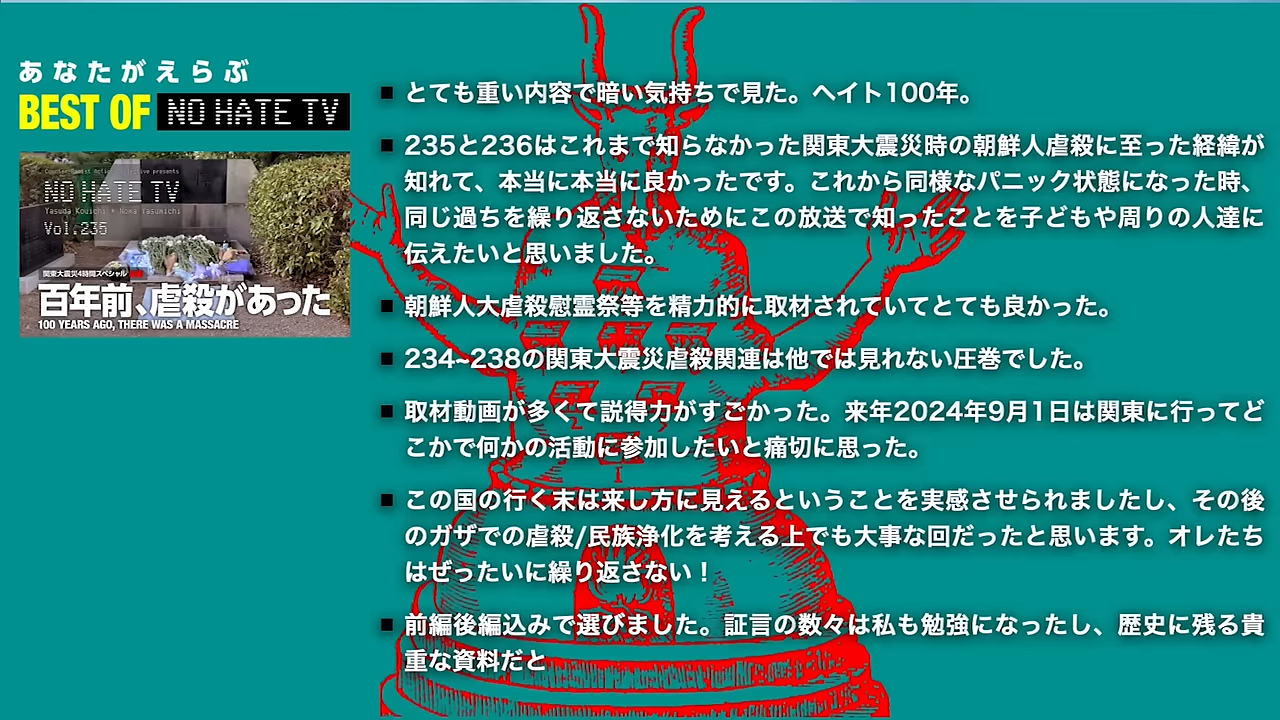 あなたがえらぶ
BEST OF NO HATE TV
Counter-Racist Action Collective presents
NO HATE TV
Yasuda Kouichi × Noma Yasumichi
Vol.235
関東大震災4時間スペシャル
百年前、虐殺があった
100 YEARS AGO, THERE WAS A MASSACRE
■ とても重い内容で暗い気持ちで見た。ヘイト100年。
■ 235と236はこれまで知らなかった関東大震災時の朝鮮人虐殺に至った経緯が
知れて、本当に本当に良かったです。これから同様なパニック状態になった時、
同じ過ちを繰り返さないためにこの放送で知ったことを子どもや周りの人達に
伝えたいと思いました。
■ 朝鮮人大虐殺慰霊祭等を精力的に取材されていてとても良かった。
■ 234~238の関東大震災虐殺関連は他では見れない圧巻でした。
■ 取材動画が多くて説得力がすごかった。来年2024年9月1日は関東に行ってど
こかで何かの活動に参加したいと痛切に思った。
■ この国の行く末は来し方に見えるということを実感させられましたし、その後
のガザでの虐殺/民族浄化を考える上でも大事な回だったと思います。オレたち
はぜったいに繰り返さない！
■ 前編後編込みで選びました。証言の数々は私も勉強になったし、歴史に残る貴
重な資料だと